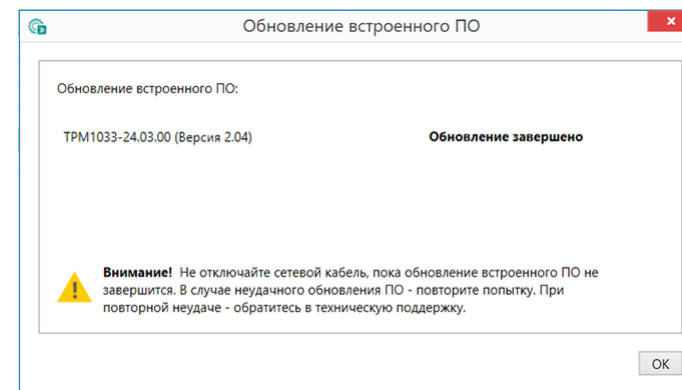 Обновление встроенного ПО
Обновление встроенного ПО:
ТРМ1033-24.03.00 (Версия 2.04) Обновление завершено
Внимание! Не отключайте сетевой кабель, пока обновление встроенного ПО не
завершится. В случае неудачного обновления ПО - повторите попытку. При
повторной неудаче - обратитесь в техническую поддержку.
ОК